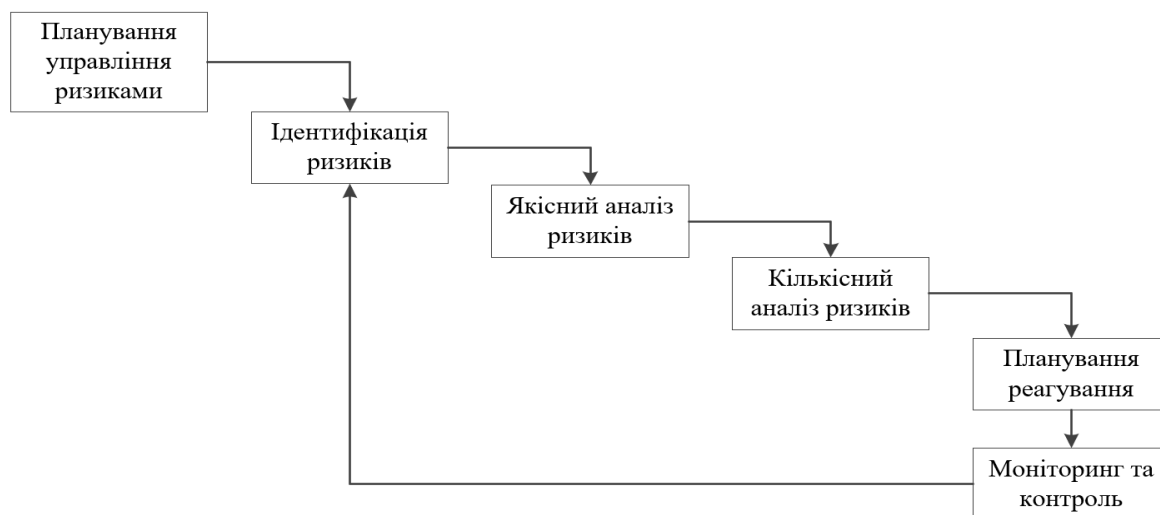 Планування
управління
ризиками
Ідентифікація
ризиків
Якісний аналіз
ризиків
Кількісний
аналіз ризиків
Планування
реагування
Моніторинг та
контроль